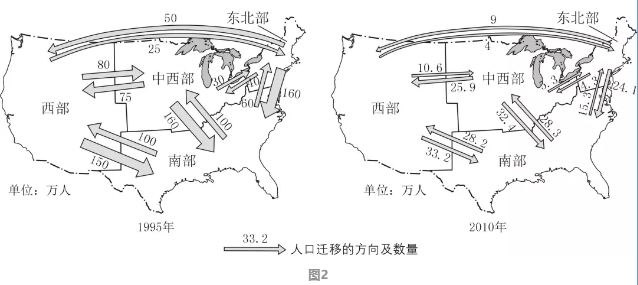 50
东北部
25
80
75
中西部
30
60
160
西部
160
100
100
150
南部
单位：万人
1995年
9
东北部
4
10.6
25.9
中西部
24.1
15.3
西部
32.4
28.3
28.2
33.2
南部
单位：万人
2010年
33.2
人口迁移的方向及数量
图2